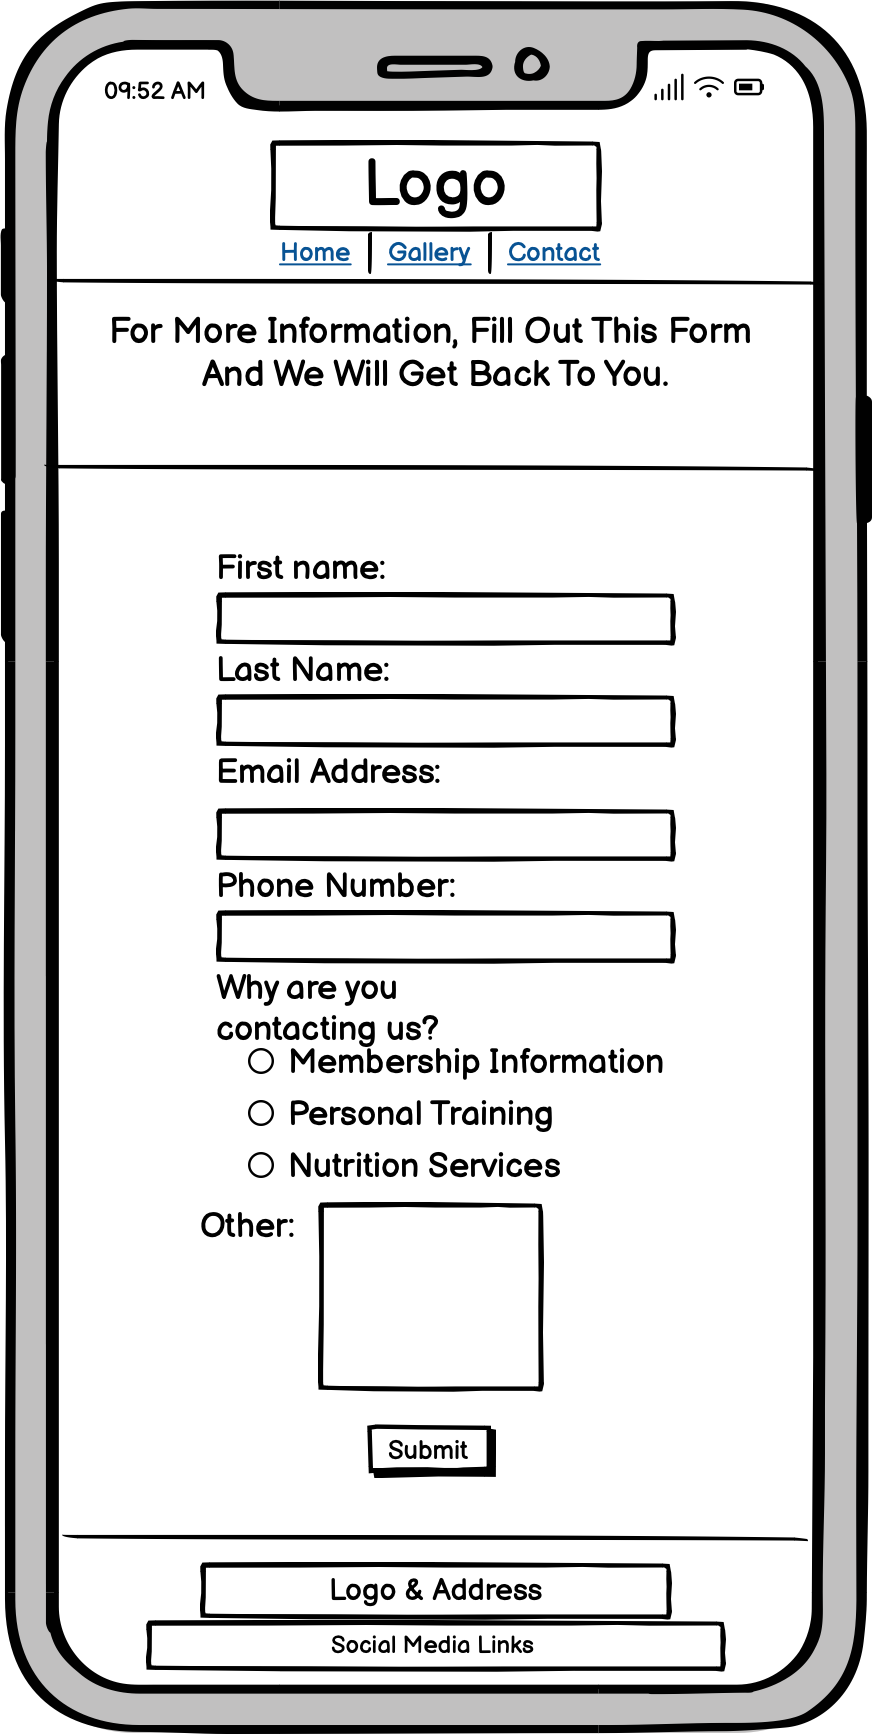 09:52 AM
Logo
Home Gallery Contact
For More Information, Fill Out This Form
And We Will Get Back To You.
First name:
Last Name:
Email Address:
Phone Number:
Why are you
contacting us?
Membership Information
Personal Training
Nutrition Services
Other:
Submit
Logo & Address
Social Media Links